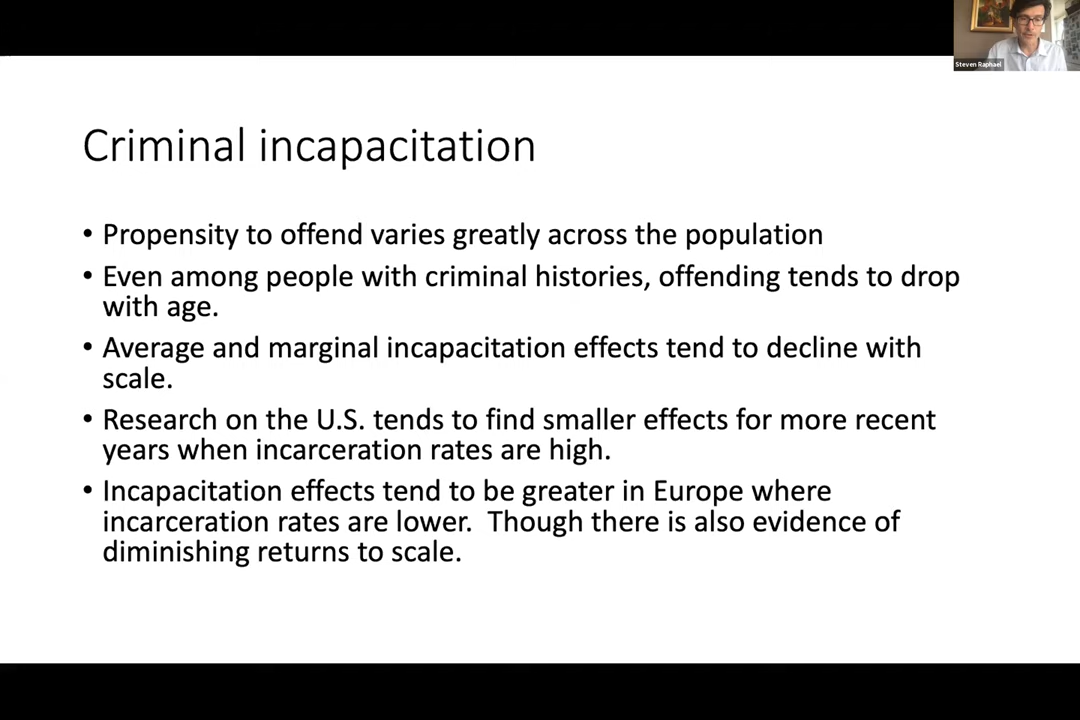 Steven Raphael
Criminal incapacitation
• Propensity to offend varies greatly across the population
• Even among people with criminal histories, offending tends to drop
with age.
• Average and marginal incapacitation effects tend to decline with
scale.
• Research on the U.S. tends to find smaller effects for more recent
years when incarceration rates are high.
• Incapacitation effects tend to be greater in Europe where
incarceration rates are lower.  Though there is also evidence of
diminishing returns to scale.